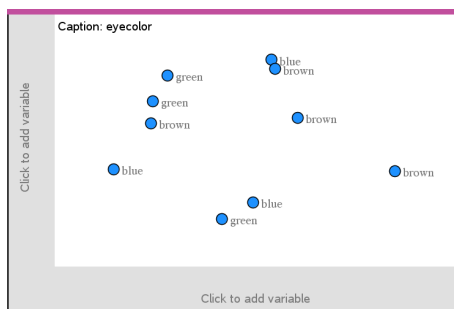 Caption: eyecolor
blue
brown
green
green
brown
brown
blue
brown
blue
green
Click to add variable
Click to add variable